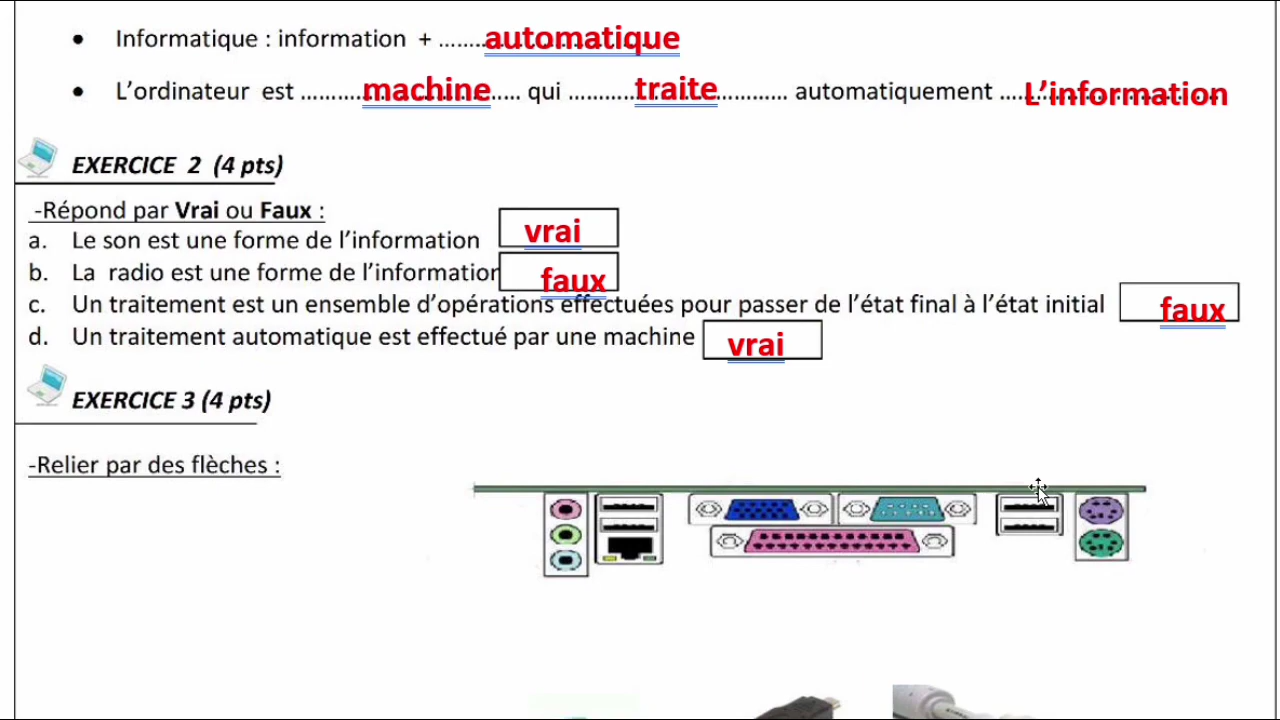 • Informatique : information + ........automatique
• L'ordinateur est ......... machine ..... qui ......... traite ............ automatiquement .... L'information
EXERCICE 2 (4 pts)
-Répond par Vrai ou Faux :
a. Le son est une forme de l'information vrai
b. La radio est une forme de l'information faux
c. Un traitement est un ensemble d'opérations effectuées pour passer de l'état final à l'état initial faux
d. Un traitement automatique est effectué par une machine vrai
EXERCICE 3 (4 pts)
-Relier par des flèches :